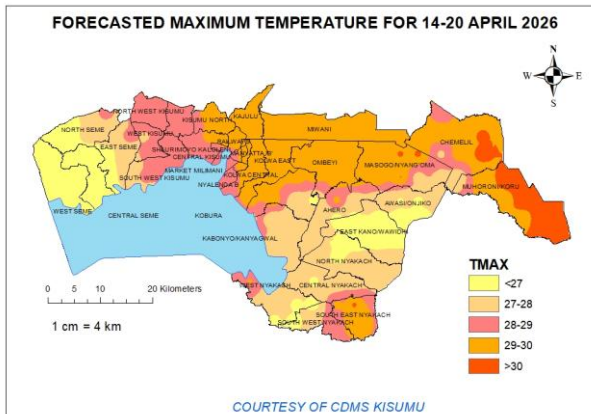 FORECASTED MAXIMUM TEMPERATURE FOR 14-20 APRIL 2026
N
W E
S
NORTH WEST KISUMU
KISUMU NORTH
KAJULU
NORTH SEME
WEST KISUMU
MIWANI
EAST SEME
CHEMELIL
CENTRAL KISUMU
KOLWA EAST
OMBEYI
MASOGO/NYANG'OMA
SOUTH WEST KISUMU
MARKET MILIMANI
KOLWA CENTRAL
NYALENDA B
MUHORONI/KORU
WEST SEME
CENTRAL SEME
KOBURA
AHERO
AWASI/ONJIKO
KABONYO/KANYAGWAL
EAST KANO/WAWIDHI
NORTH NYAKACH
WEST NYAKACH
CENTRAL NYAKACH
SOUTH WEST NYAKACH
SOUTH EAST NYAKACH
0 5 10 20 Kilometers
1 cm = 4 km
TMAX
<27
27-28
28-29
29-30
>30
COURTESY OF CDMS KISUMU